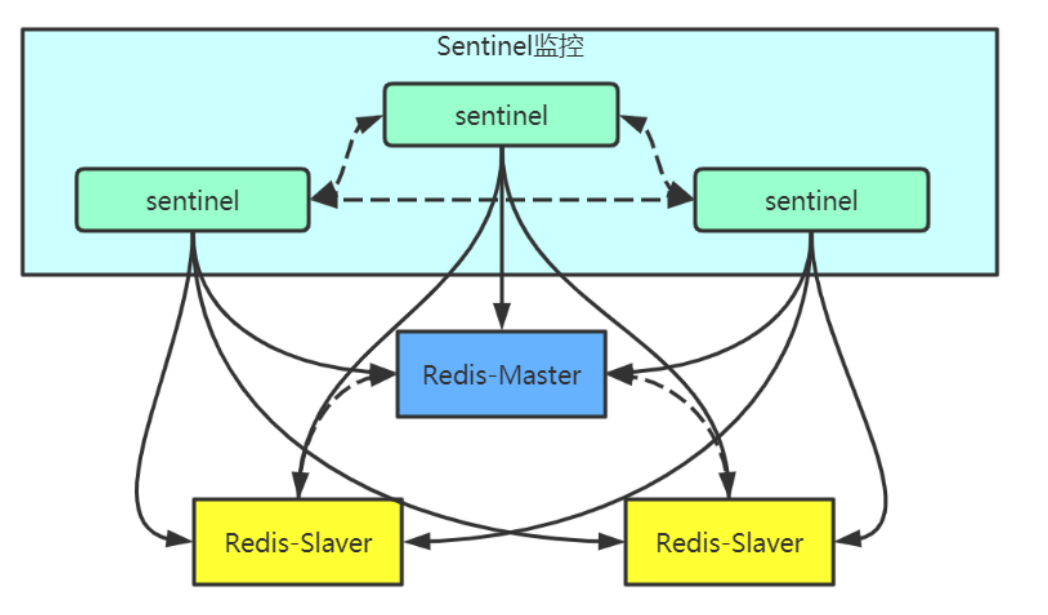 Sentinel监控
sentinel
sentinel
sentinel
Redis-Master
Redis-Slaver
Redis-Slaver